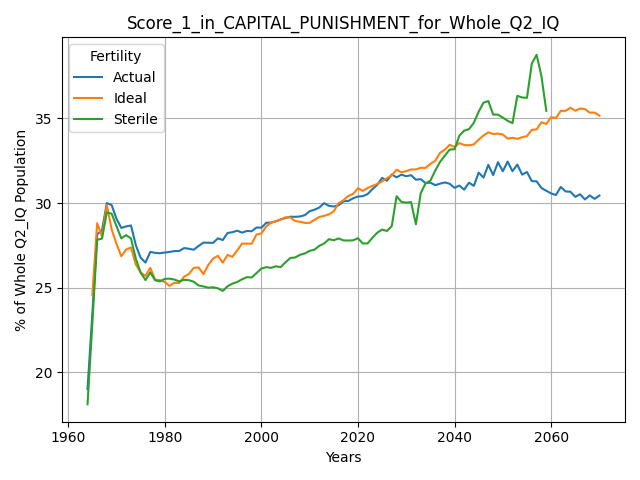 Score_1_in_CAPITAL_PUNISHMENT_for_Whole_Q2_IQ
Fertility
Actual
Ideal
Sterile
% of Whole Q2_IQ Population
35
30
25
20
1960 1980 2000 2020 2040 2060
Years